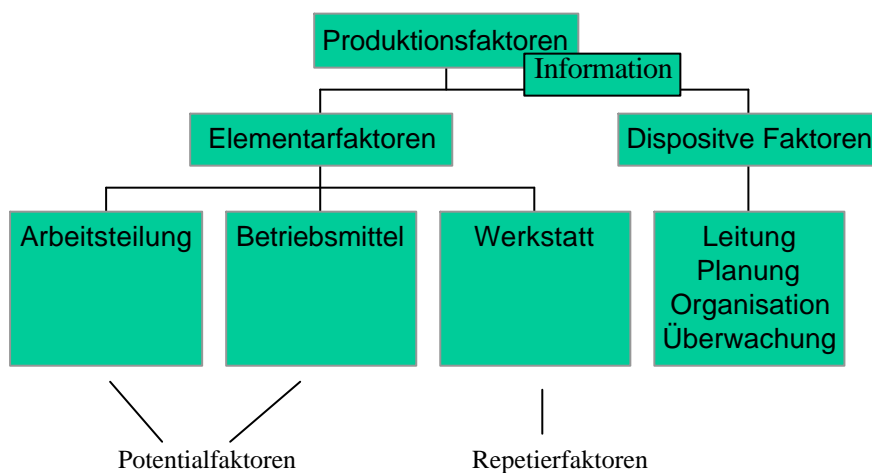 Produktionsfaktoren
Information
Elementarfaktoren
Dispositve Faktoren
Arbeitsteilung
Betriebsmittel
Werkstatt
Leitung
Planung
Organisation
Überwachung
Potentialfaktoren
Repetierfaktoren